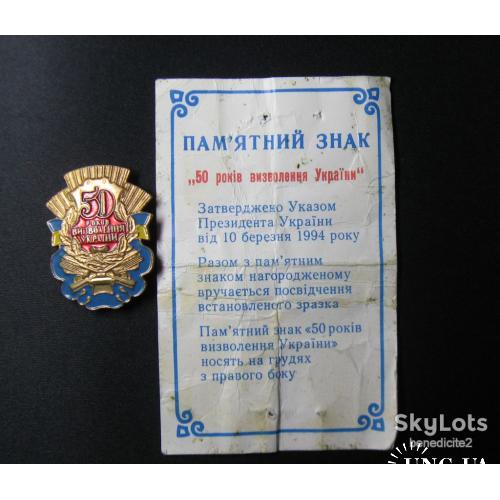 50
РОКІВ
ВИЗВОЛЕННЯ
УКРАЇНИ
ПАМ'ЯТНИЙ ЗНАК
„50 років визволення України“
Затверджено Указом
Президента України
від 10 березня 1994 року
Разом з пам'ятним
знаком нагородженому
вручається посвідчення
встановленого зразка
Пам'ятний знак «50 років
визволення України»
носять на грудях
з правого боку
SkyLots
benedicite2
UNC.UA